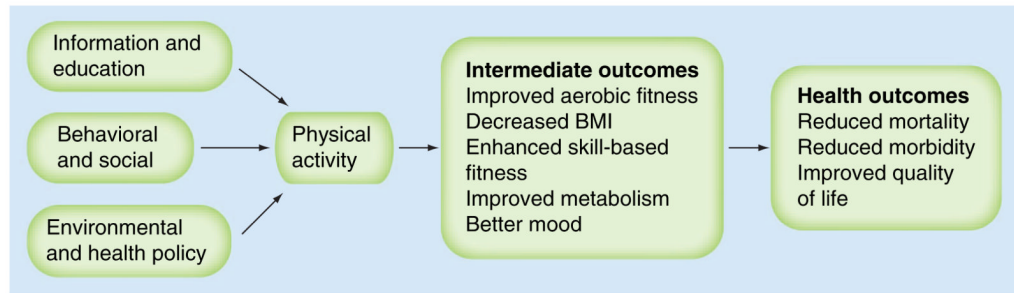 Information and
education
Behavioral
and social
Environmental
and health policy
Physical
activity
Intermediate outcomes
Improved aerobic fitness
Decreased BMI
Enhanced skill-based
fitness
Improved metabolism
Better mood
Health outcomes
Reduced mortality
Reduced morbidity
Improved quality
of life